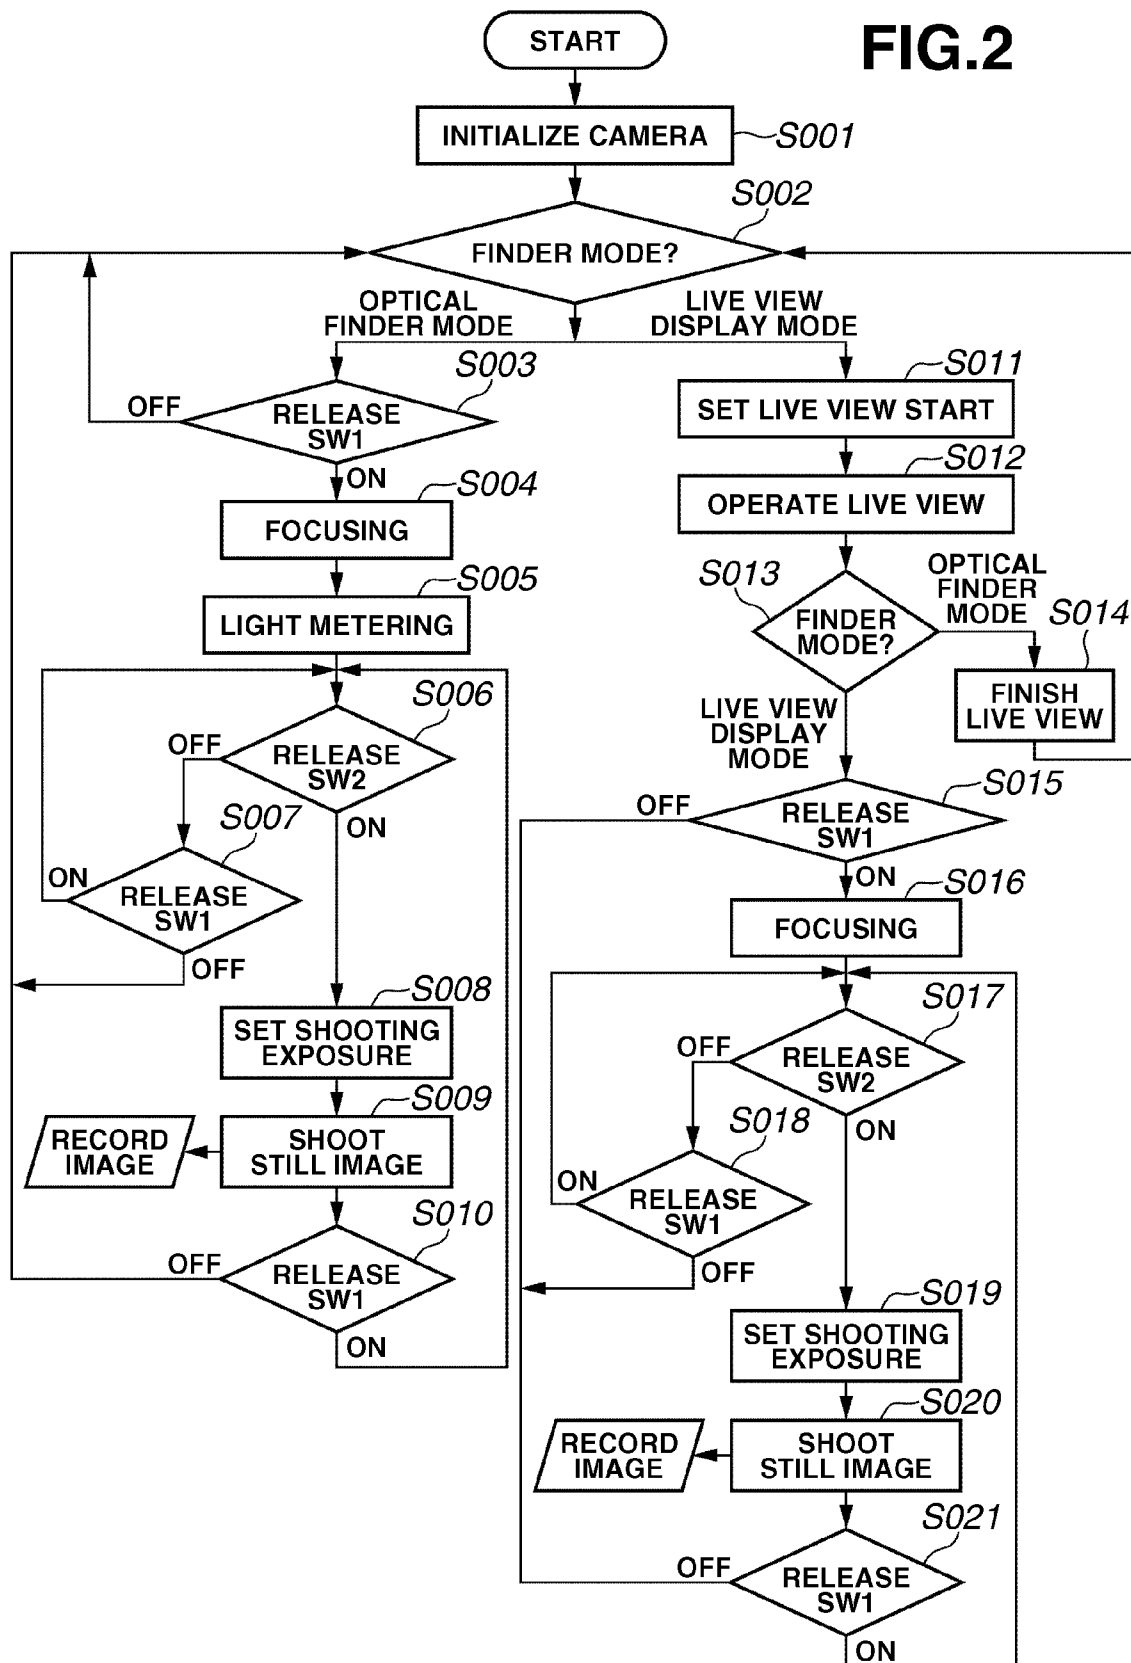 START
FIG.2
INITIALIZE CAMERA
S001
S002
FINDER MODE?
OPTICAL
FINDER MODE
LIVE VIEW
DISPLAY MODE
S003
OFF
RELEASE
SW1
ON
S004
FOCUSING
S005
LIGHT METERING
S006
OFF
RELEASE
SW2
ON
S007
ON
RELEASE
SW1
OFF
S008
SET SHOOTING
EXPOSURE
S009
RECORD
IMAGE
SHOOT
STILL IMAGE
S010
OFF
RELEASE
SW1
ON
S011
SET LIVE VIEW START
S012
OPERATE LIVE VIEW
S013
FINDER
MODE?
OPTICAL
FINDER
MODE
S014
FINISH
LIVE VIEW
LIVE VIEW
DISPLAY
MODE
S015
OFF
RELEASE
SW1
ON
S016
FOCUSING
S017
OFF
RELEASE
SW2
ON
S018
ON
RELEASE
SW1
OFF
S019
SET SHOOTING
EXPOSURE
S020
RECORD
IMAGE
SHOOT
STILL IMAGE
S021
OFF
RELEASE
SW1
ON